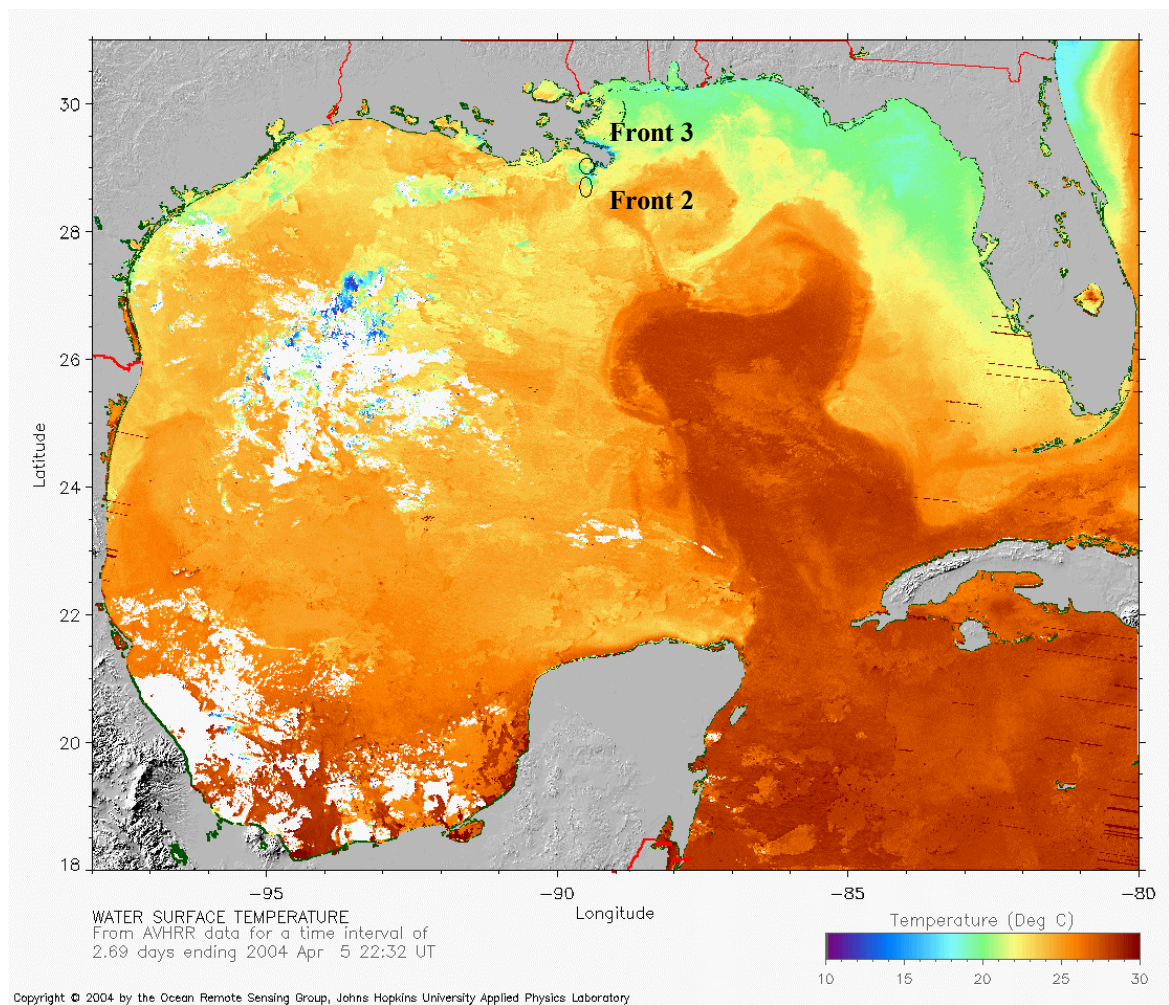 30
28
26
24
22
20
18
Latitude
Front 3
Front 2
-95
-90
-85
-80
Longitude
WATER SURFACE TEMPERATURE
From AVHRR data for a time interval of
2.69 days ending 2004 Apr 5 22:32 UT
Temperature (Deg C)
10 15 20 25 30
Copyright © 2004 by the Ocean Remote Sensing Group, Johns Hopkins University Applied Physics Laboratory